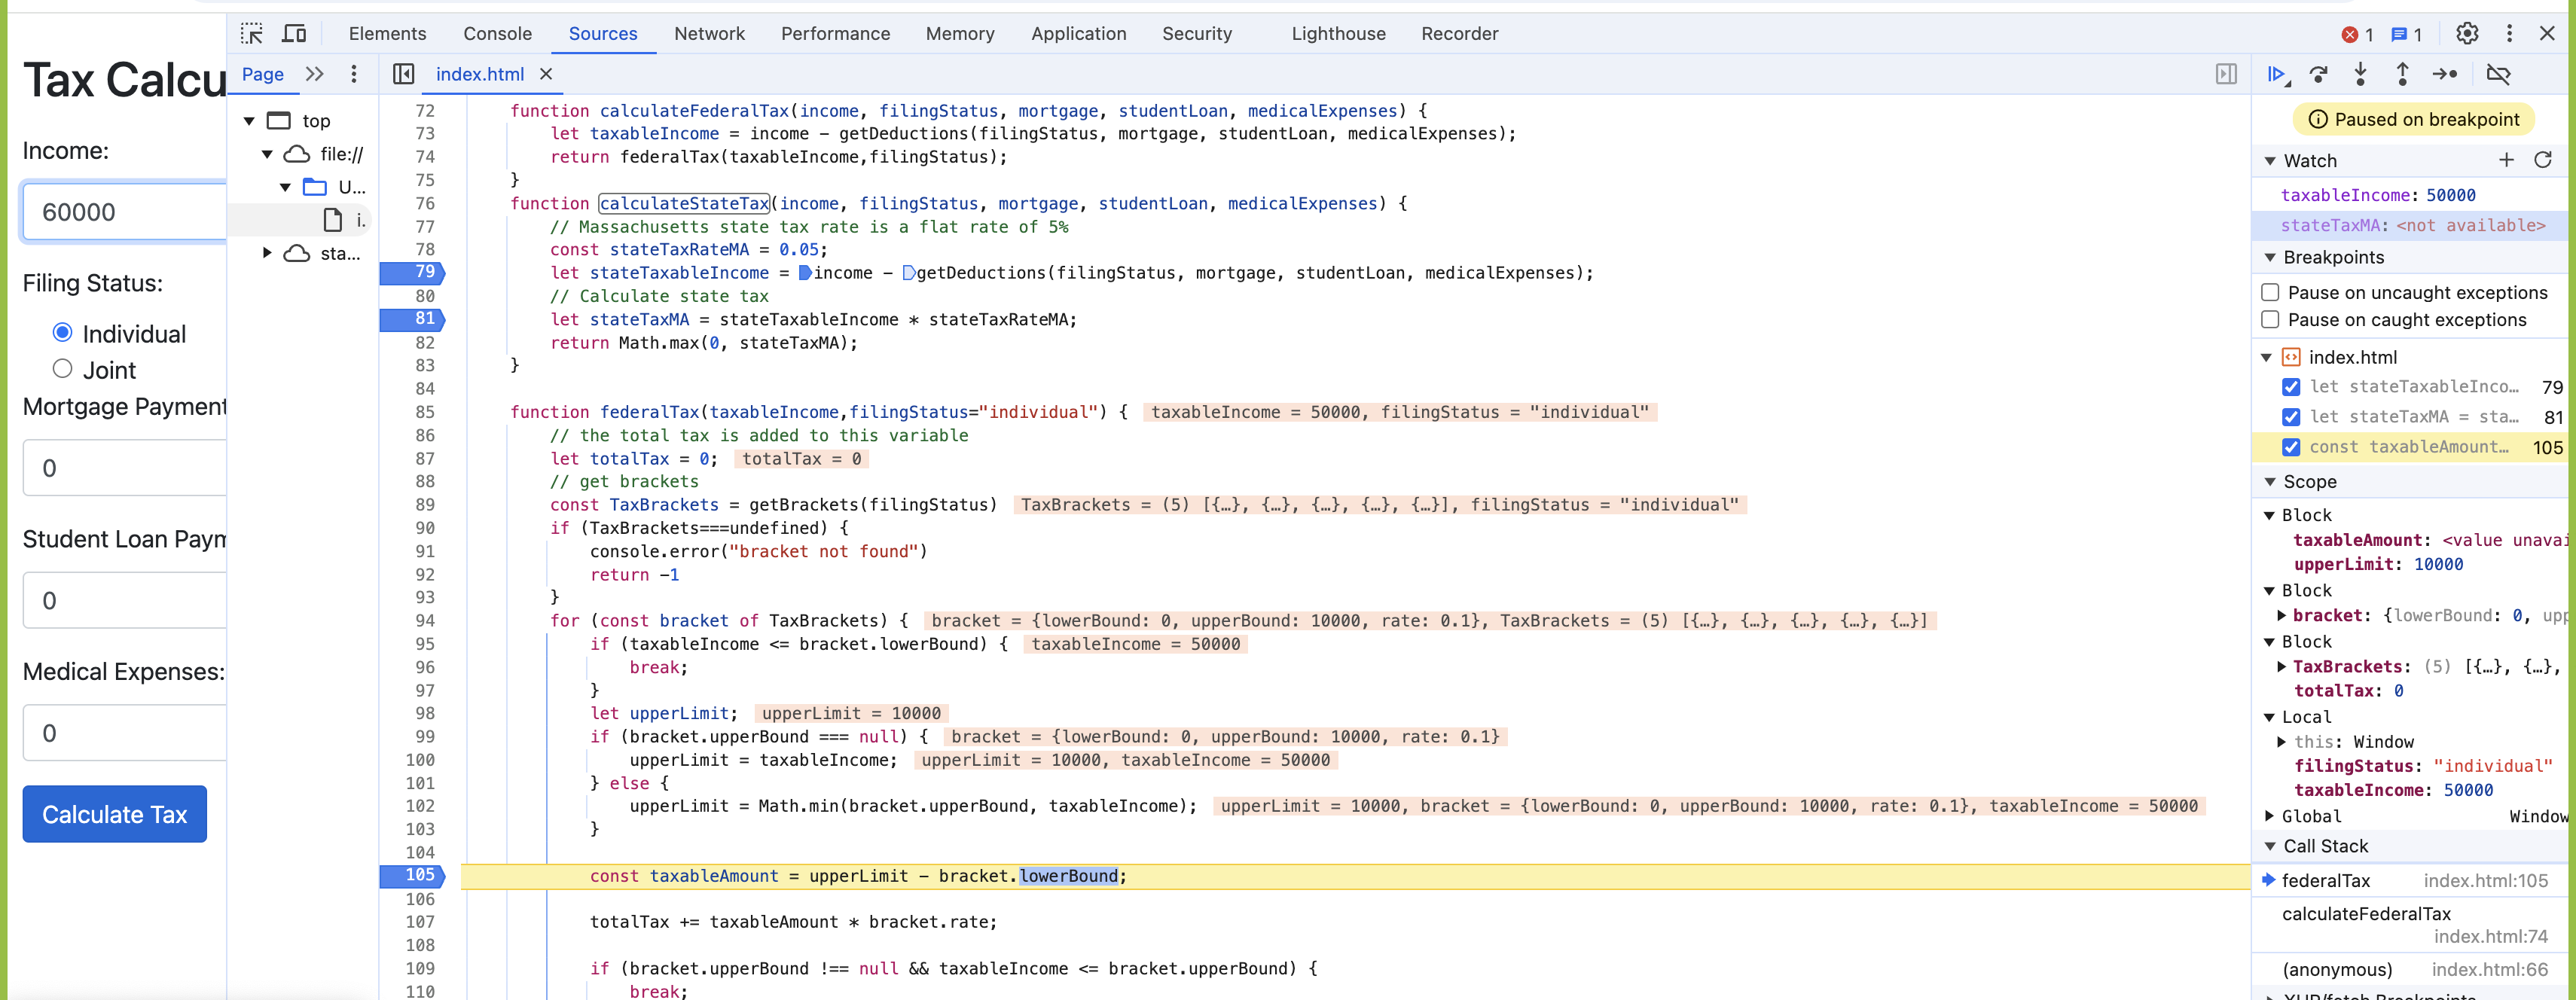 Elements Console Sources Network Performance Memory Application Security Lighthouse Recorder 1 1
Page index.html
Tax Calcu
Income:
60000
Filing Status:
Individual
Joint
Mortgage Payment
0
Student Loan Paym
0
Medical Expenses:
0
Calculate Tax
top
file://
U...
i.
sta...
72 function calculateFederalTax(income, filingStatus, mortgage, studentLoan, medicalExpenses) {
73 let taxableIncome = income - getDeductions(filingStatus, mortgage, studentLoan, medicalExpenses);
74 return federalTax(taxableIncome,filingStatus);
75 }
76 function calculateStateTax(income, filingStatus, mortgage, studentLoan, medicalExpenses) {
77 // Massachusetts state tax rate is a flat rate of 5%
78 const stateTaxRateMA = 0.05;
79 let stateTaxableIncome = income - getDeductions(filingStatus, mortgage, studentLoan, medicalExpenses);
80 // Calculate state tax
81 let stateTaxMA = stateTaxableIncome * stateTaxRateMA;
82 return Math.max(0, stateTaxMA);
83 }
84
85 function federalTax(taxableIncome,filingStatus="individual") { taxableIncome = 50000, filingStatus = "individual"
86 // the total tax is added to this variable
87 let totalTax = 0; totalTax = 0
88 // get brackets
89 const TaxBrackets = getBrackets(filingStatus) TaxBrackets = (5) [{…}, {…}, {…}, {…}, {…}], filingStatus = "individual"
90 if (TaxBrackets===undefined) {
91 console.error("bracket not found")
92 return -1
93 }
94 for (const bracket of TaxBrackets) { bracket = {lowerBound: 0, upperBound: 10000, rate: 0.1}, TaxBrackets = (5) [{…}, {…}, {…}, {…}, {…}]
95 if (taxableIncome <= bracket.lowerBound) { taxableIncome = 50000
96 break;
97 }
98 let upperLimit; upperLimit = 10000
99 if (bracket.upperBound === null) { bracket = {lowerBound: 0, upperBound: 10000, rate: 0.1}
100 upperLimit = taxableIncome; upperLimit = 10000, taxableIncome = 50000
101 } else {
102 upperLimit = Math.min(bracket.upperBound, taxableIncome); upperLimit = 10000, bracket = {lowerBound: 0, upperBound: 10000, rate: 0.1}, taxableIncome = 50000
103 }
104
105 const taxableAmount = upperLimit - bracket.lowerBound;
106
107 totalTax += taxableAmount * bracket.rate;
108
109 if (bracket.upperBound !== null && taxableIncome <= bracket.upperBound) {
110 break;
Paused on breakpoint
Watch
taxableIncome: 50000
stateTaxMA: <not available>
Breakpoints
Pause on uncaught exceptions
Pause on caught exceptions
index.html
let stateTaxableInco… 79
let stateTaxMA = sta… 81
const taxableAmount… 105
Scope
Block
taxableAmount: <value unavai
upperLimit: 10000
Block
bracket: {lowerBound: 0, upp
Block
TaxBrackets: (5) [{…}, {…},
totalTax: 0
Local
this: Window
filingStatus: "individual"
taxableIncome: 50000
Global Window
Call Stack
federalTax index.html:105
calculateFederalTax
index.html:74
(anonymous) index.html:66
XHR/fetch Breakpoints